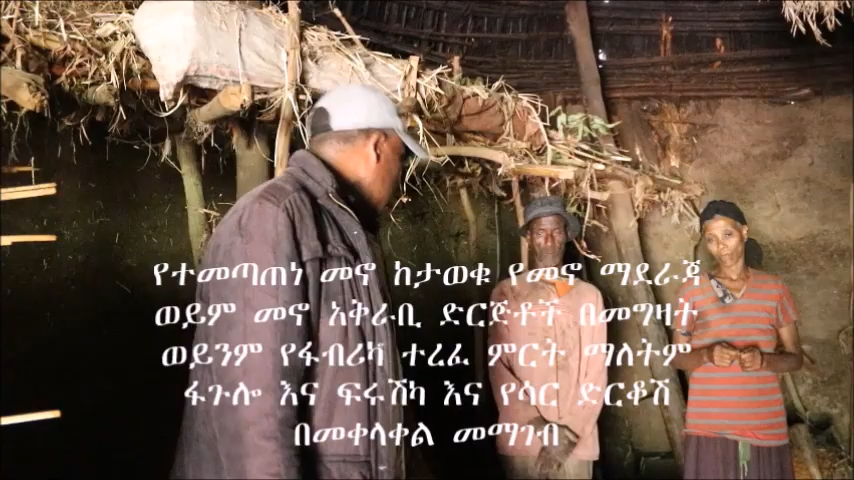 የተመጣጠነ መኖ ከታወቁ የመኖ ማደራጃ
ወይም መኖ አቅራቢ ድርጅቶች በመግዛት
ወይንም የፋብሪካ ተረፈ ምርት ማለትም
ፋጉሎ እና ፍሩሽካ እና የሳር ድርቆሽ
በመቀላቀል መማገብ